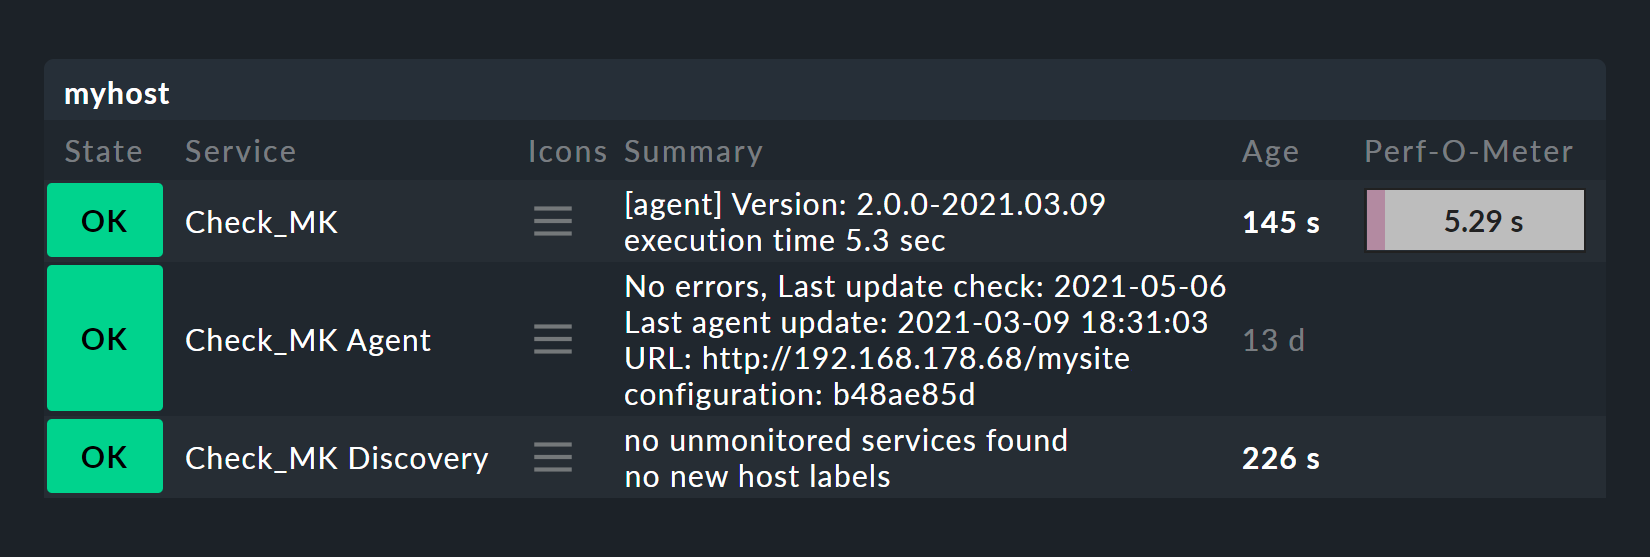 myhost
State Service Icons Summary Age Perf-O-Meter
OK Check_MK [agent] Version: 2.0.0-2021.03.09 145 s 5.29 s
execution time 5.3 sec
OK Check_MK Agent No errors, Last update check: 2021-05-06 13 d
Last agent update: 2021-03-09 18:31:03
URL: http://192.168.178.68/mysite
configuration: b48ae85d
OK Check_MK Discovery no unmonitored services found 226 s
no new host labels